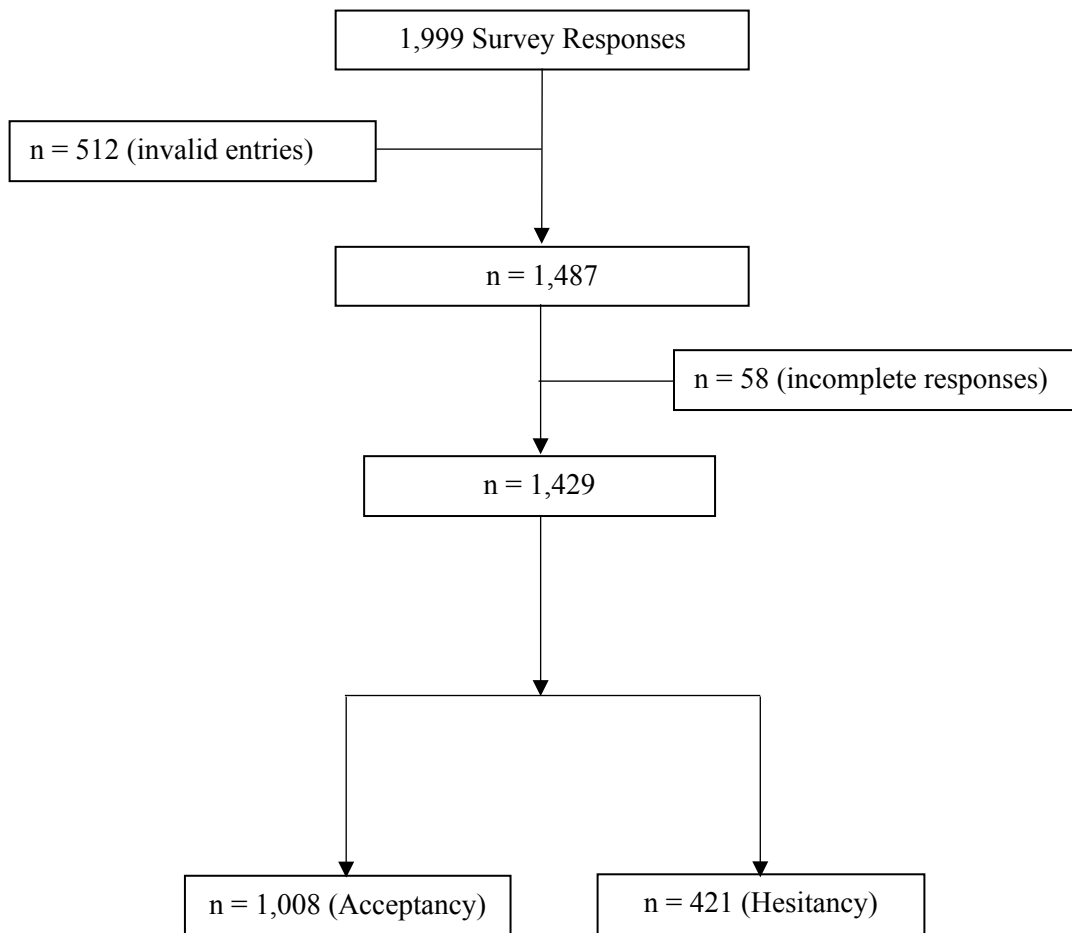 1,999 Survey Responses
n = 512 (invalid entries)
n = 1,487
n = 58 (incomplete responses)
n = 1,429
n = 1,008 (Acceptancy)
n = 421 (Hesitancy)